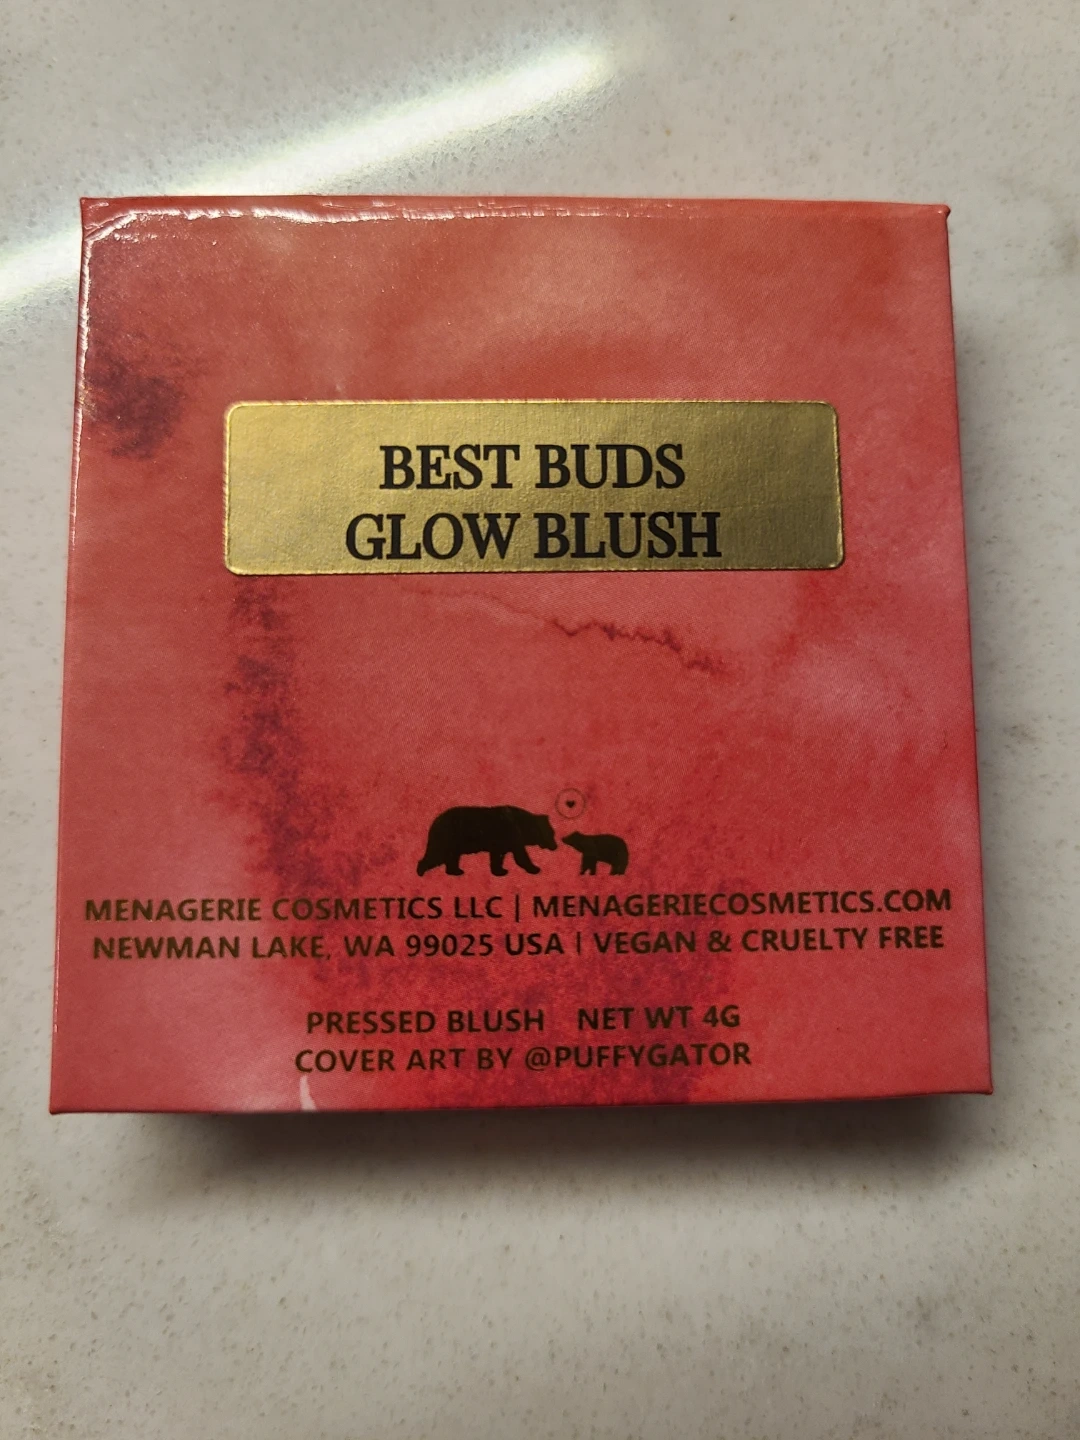 BEST BUDS
GLOW BLUSH
MENAGERIE COSMETICS LLC | MENAGERIECOSMETICS.COM
NEWMAN LAKE, WA 99025 USA | VEGAN & CRUELTY FREE
PRESSED BLUSH NET WT 4G
COVER ART BY @PUFFYGATOR